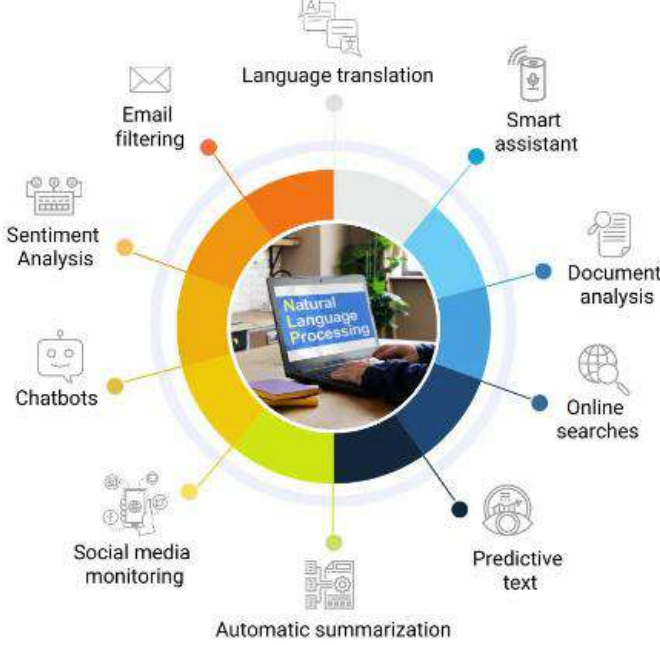 Language translation
Smart
assistant
Document
analysis
Online
searches
Predictive
text
Automatic summarization
Social media
monitoring
Chatbots
Sentiment
Analysis
Email
filtering
Natural
Language
Processing